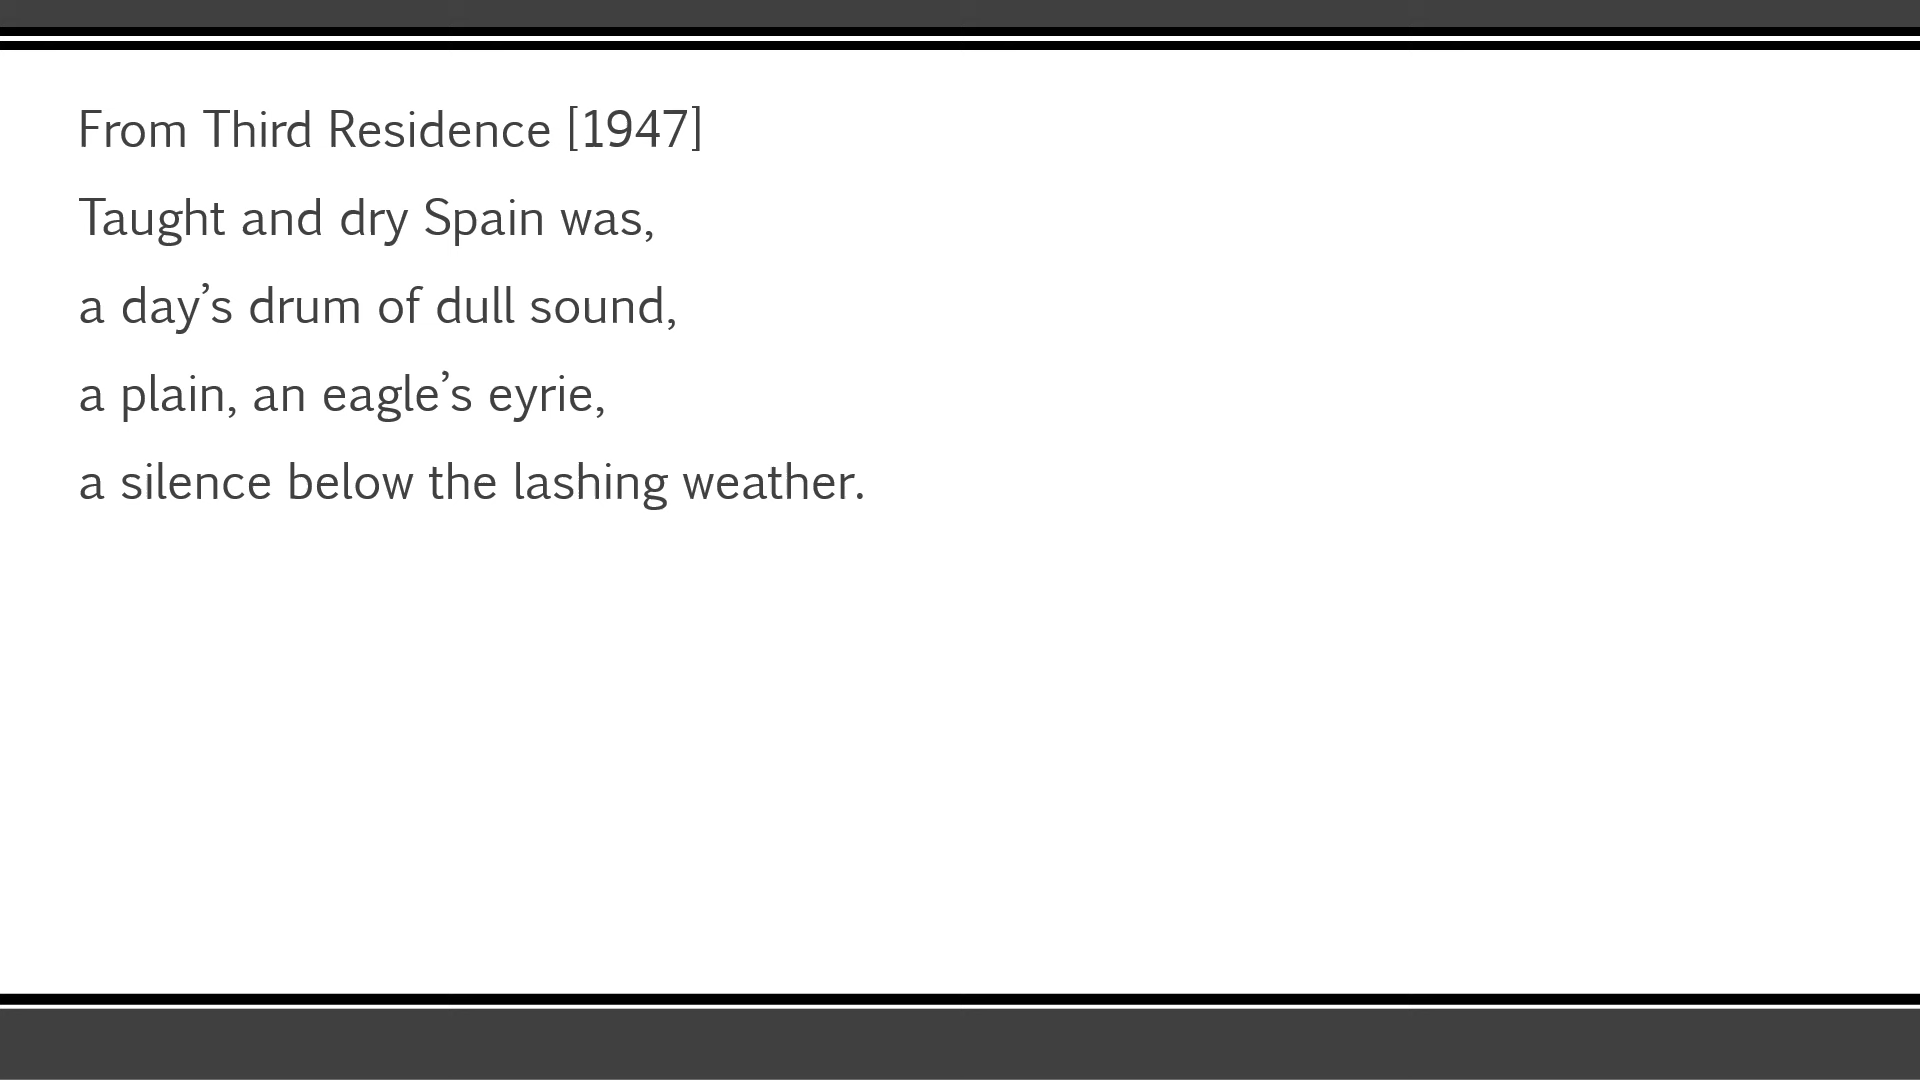 From Third Residence [1947]
Taught and dry Spain was,
a day’s drum of dull sound,
a plain, an eagle’s eyrie,
a silence below the lashing weather.